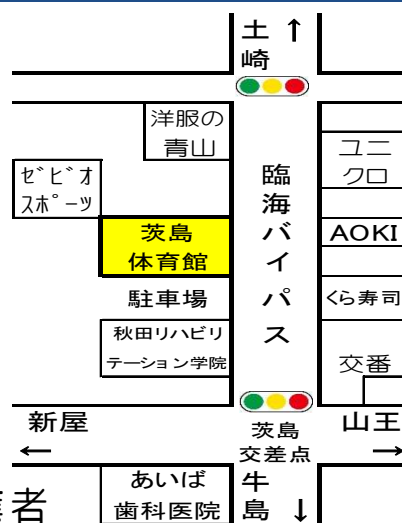 土 ↑
崎
洋服の
青山
ユニ
クロ
ゼビオ
スポーツ
臨海バイパス
茨島
体育館
AOKI
駐車場
くら寿司
秋田リハビリ
テーション学院
交番
新屋
←
茨島
交差点
山王
→
あいば
歯科医院
牛
島 ↓
者